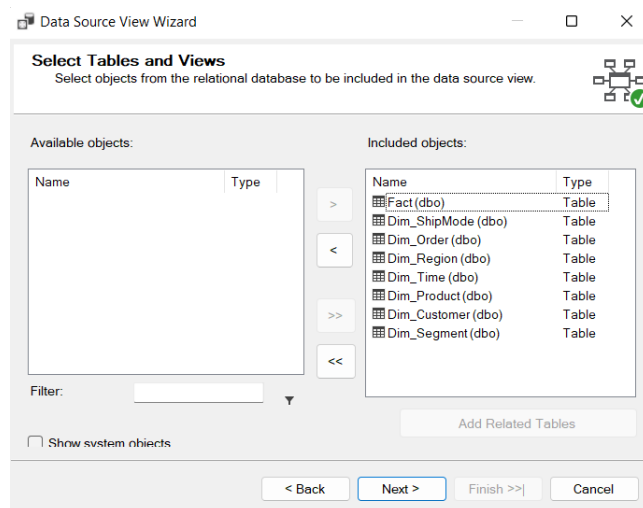 Data Source View Wizard
Select Tables and Views
Select objects from the relational database to be included in the data source view.
Available objects:
Name Type
>
<
>>
<<
Included objects:
Name Type
Fact (dbo) Table
Dim_ShipMode (dbo) Table
Dim_Order (dbo) Table
Dim_Region (dbo) Table
Dim_Time (dbo) Table
Dim_Product (dbo) Table
Dim_Customer (dbo) Table
Dim_Segment (dbo) Table
Filter:
Add Related Tables
Show system objects
< Back Next > Finish >>| Cancel